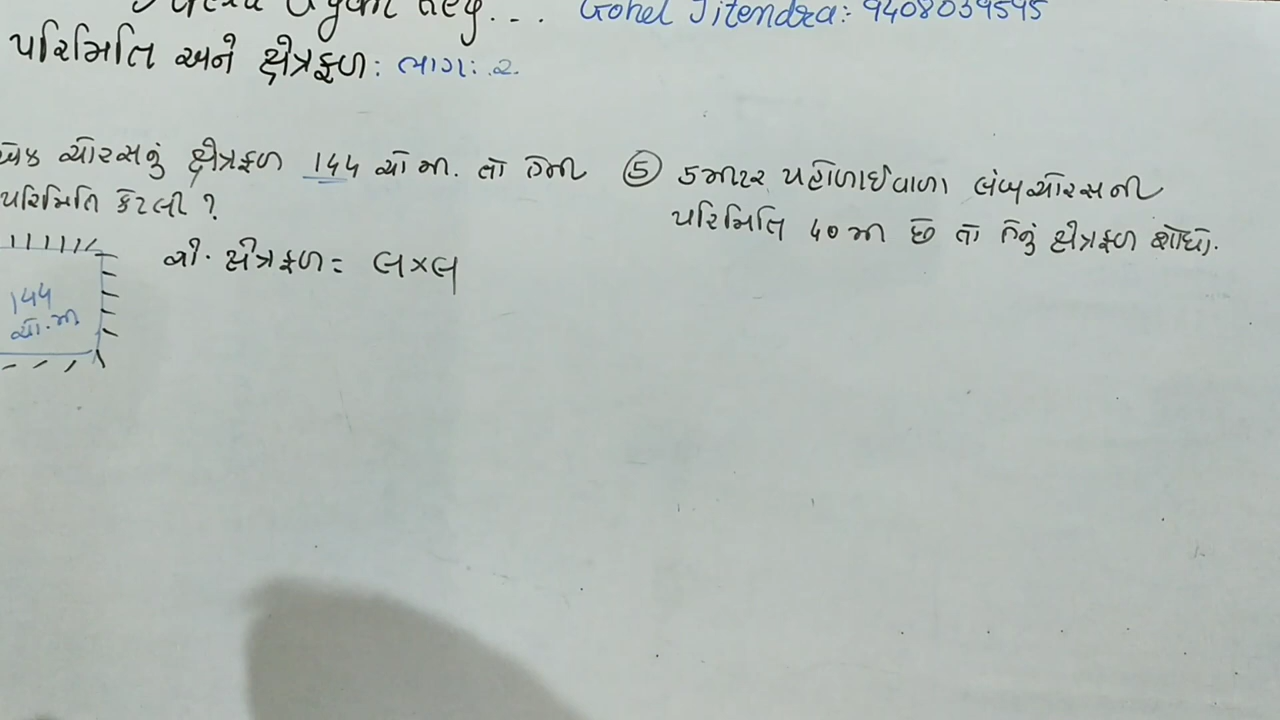 Gohel Jitendra: 9408039595
પરિમિતિ અને ક્ષેત્રફળ: ભાગ: ૨.
એક ચોરસનું ક્ષેત્રફળ 144 ચો મી. તો તેની
પરિમિતિ કેટલી ?
144
ચો.મી
ચો. ક્ષેત્રફળ = લ×લ
⑤ 5 મીટર પહોળાઈવાળા લંબચોરસની
પરિમિતિ 40 મી છે તો તેનું ક્ષેત્રફળ શોધો.